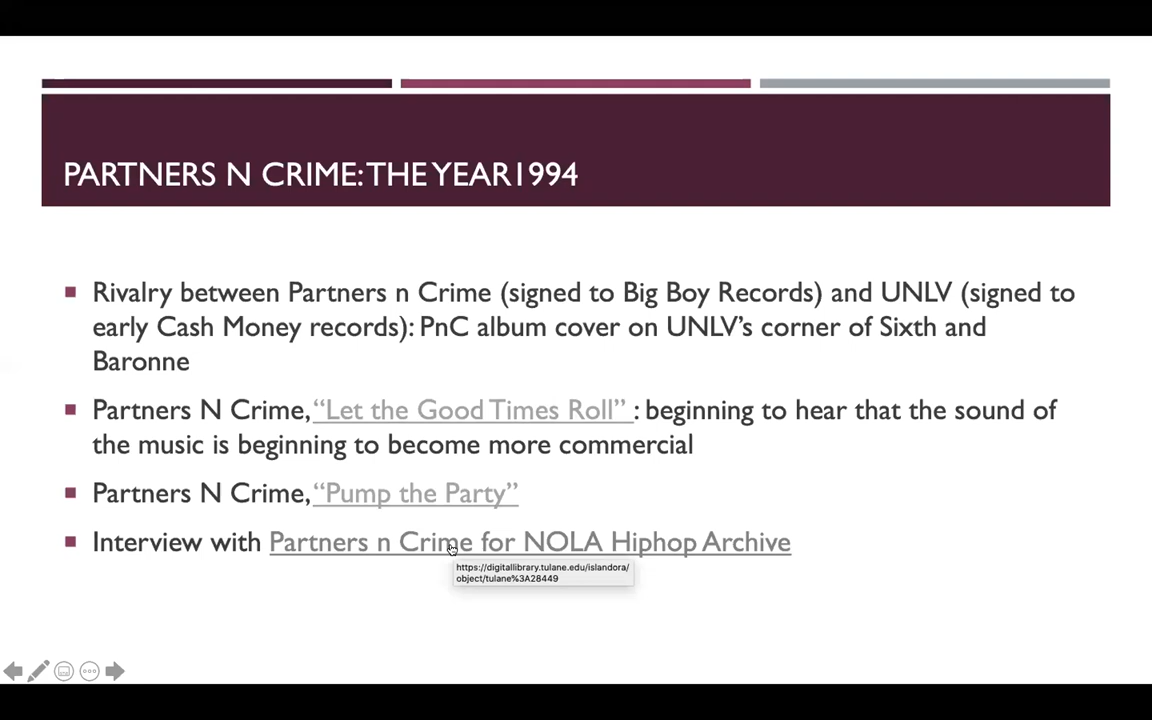 PARTNERS N CRIME: THE YEAR1994
Rivalry between Partners n Crime (signed to Big Boy Records) and UNLV (signed to
early Cash Money records): PnC album cover on UNLV’s corner of Sixth and
Baronne
Partners N Crime, “Let the Good Times Roll” : beginning to hear that the sound of
the music is beginning to become more commercial
Partners N Crime, “Pump the Party”
Interview with Partners n Crime for NOLA Hiphop Archive
https://digitallibrary.tulane.edu/islandora/
object/tulane%3A28449